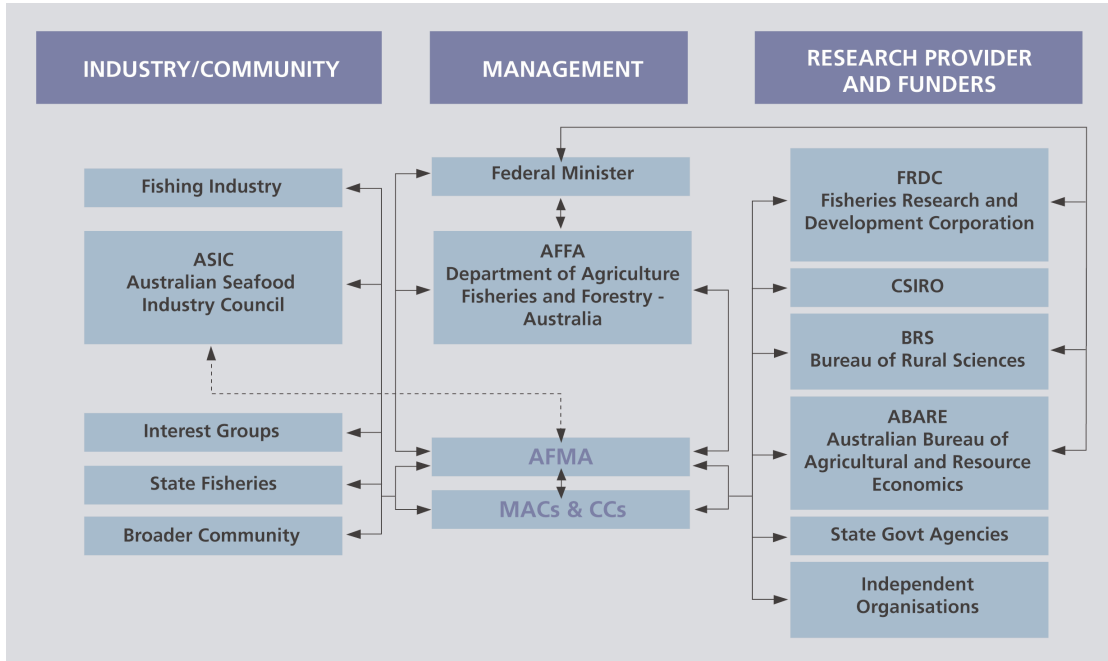 INDUSTRY/COMMUNITY
MANAGEMENT
RESEARCH PROVIDER
AND FUNDERS
Fishing Industry
ASIC
Australian Seafood
Industry Council
Interest Groups
State Fisheries
Broader Community
Federal Minister
AFFA
Department of Agriculture
Fisheries and Forestry -
Australia
AFMA
MACs & CCs
FRDC
Fisheries Research and
Development Corporation
CSIRO
BRS
Bureau of Rural Sciences
ABARE
Australian Bureau of
Agricultural and Resource
Economics
State Govt Agencies
Independent
Organisations